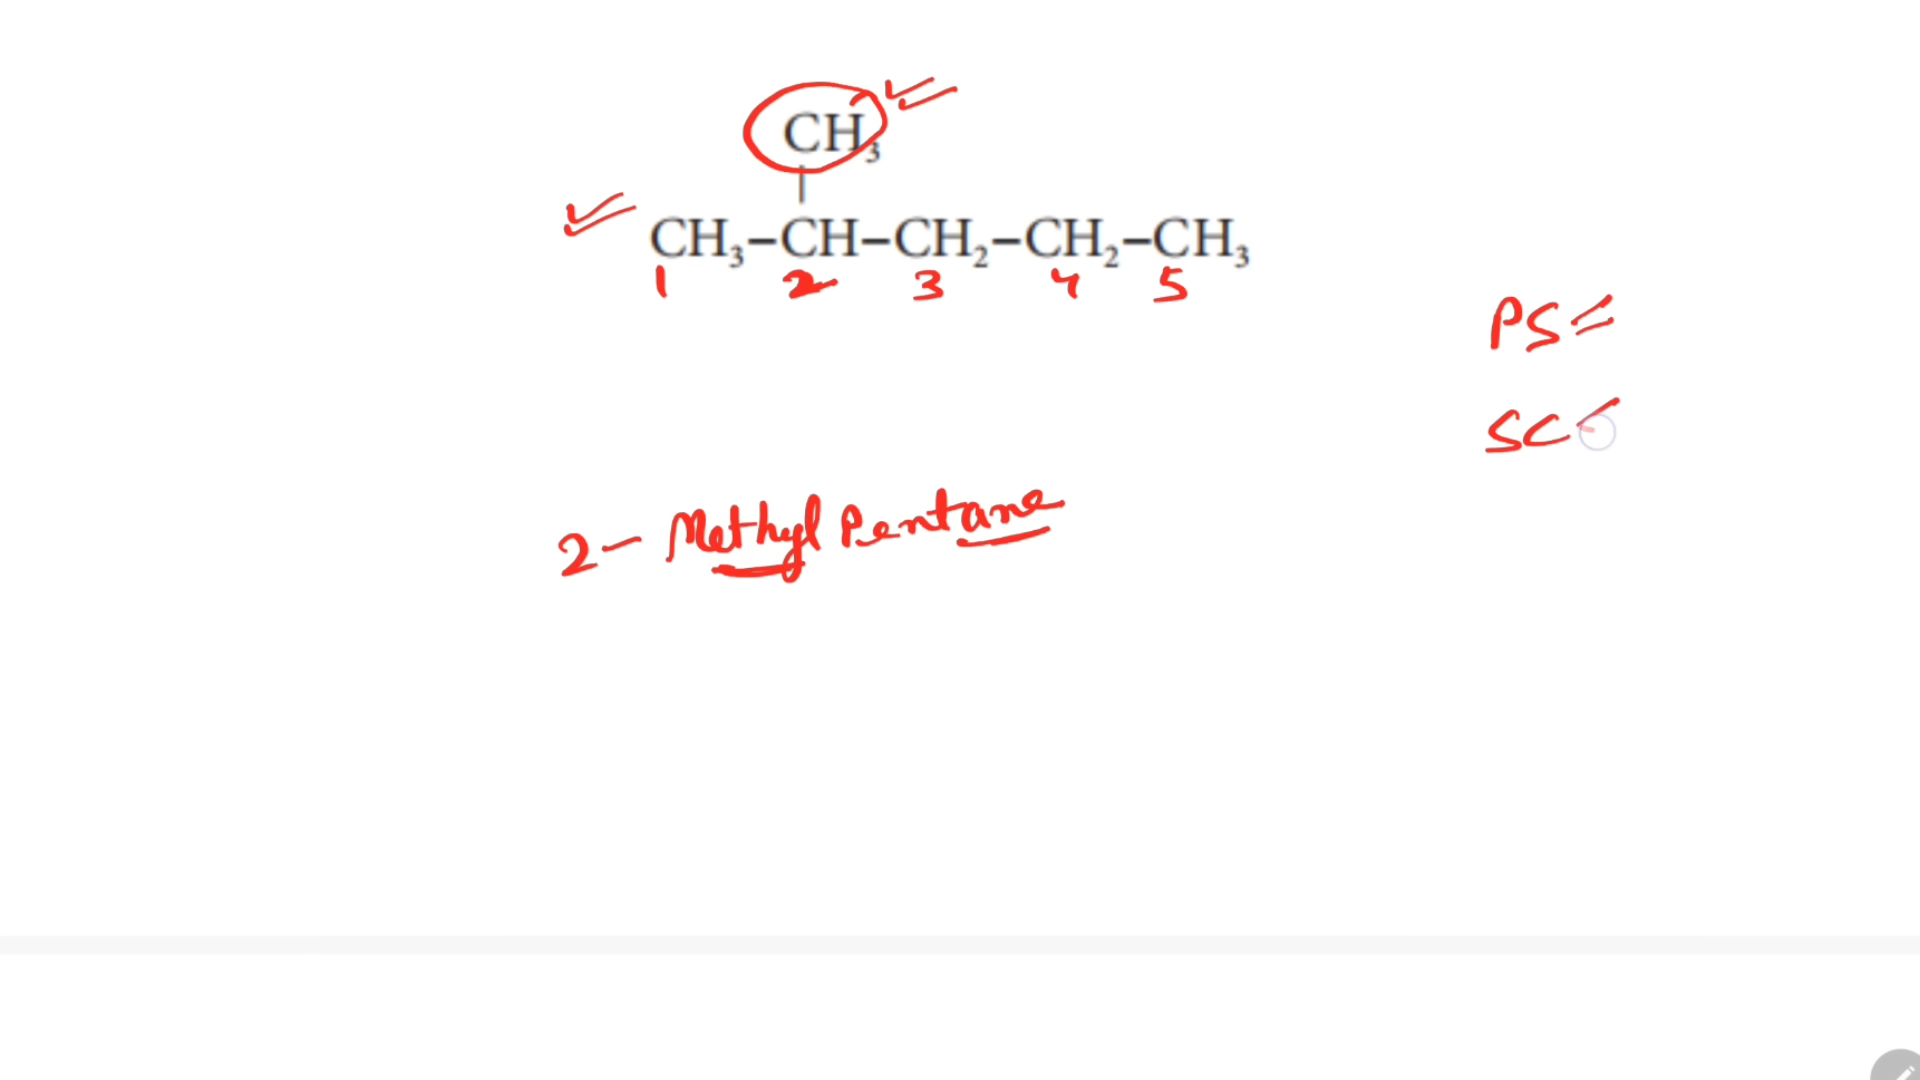 CH₃
CH₃–CH–CH₂–CH₂–CH₃
1 2 3 4 5
PS
SC
2- Methyl Pentane